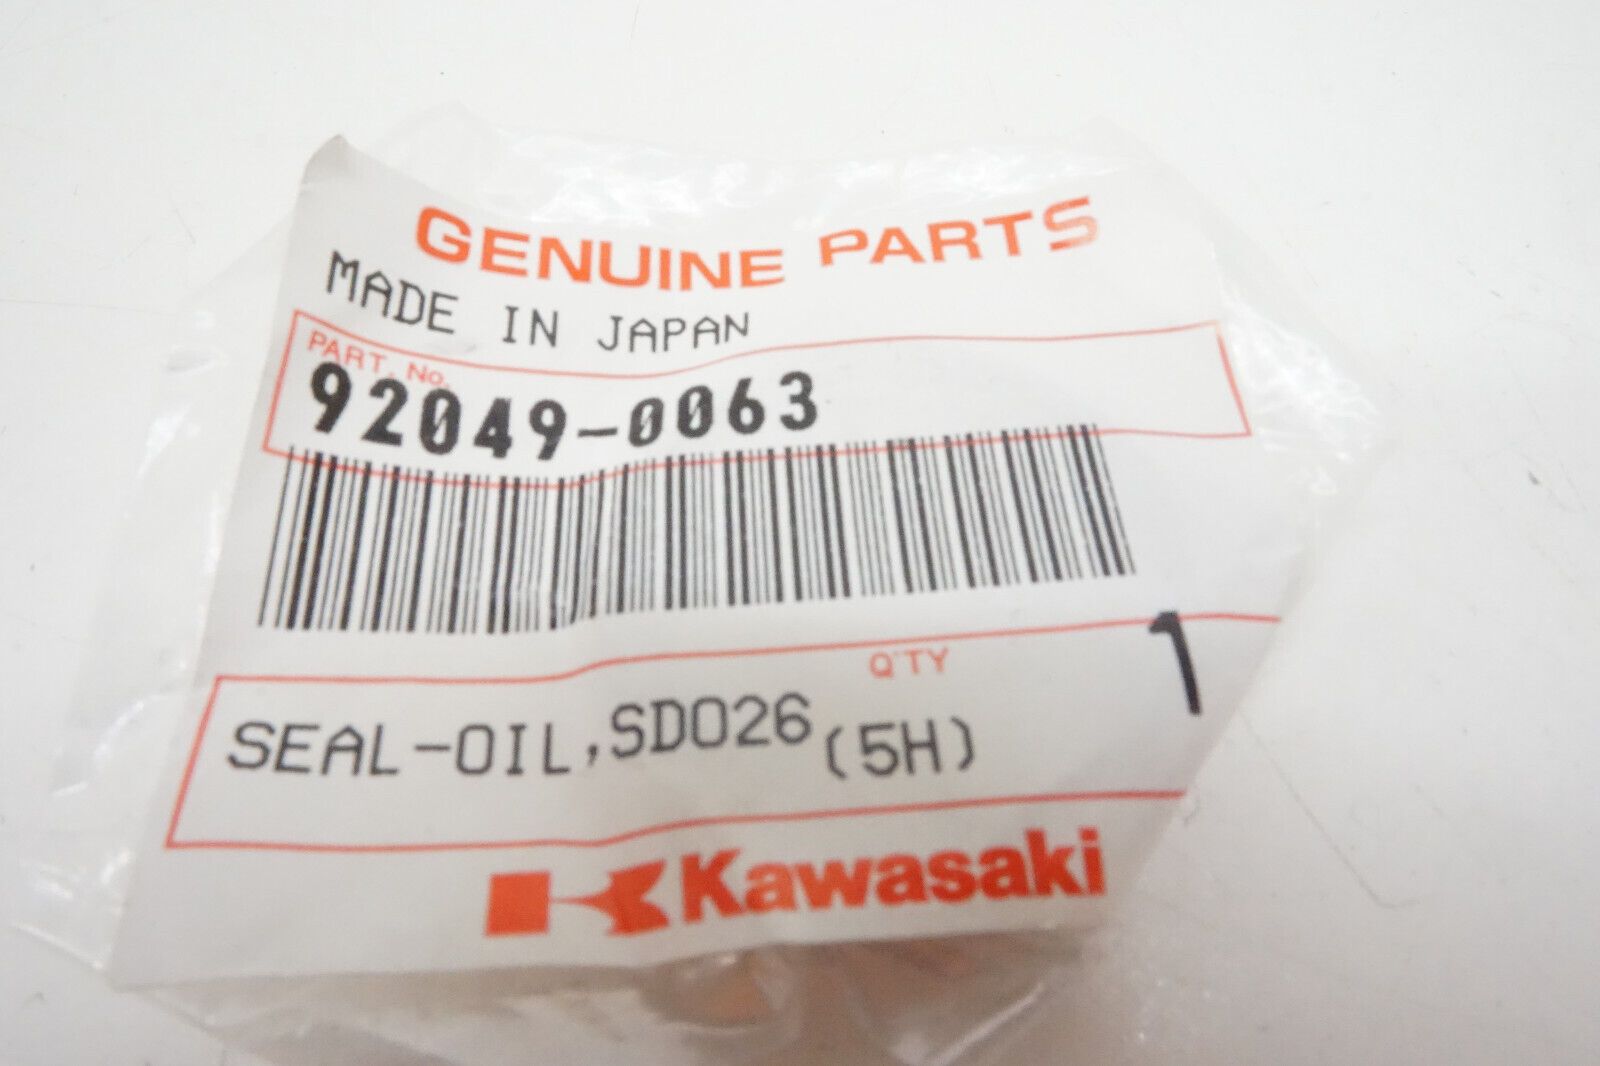 GENUINE PARTS
MADE IN JAPAN
PART. No.
92049-0063
Q'TY
1
SEAL-OIL,SD026(5H)
Kawasaki